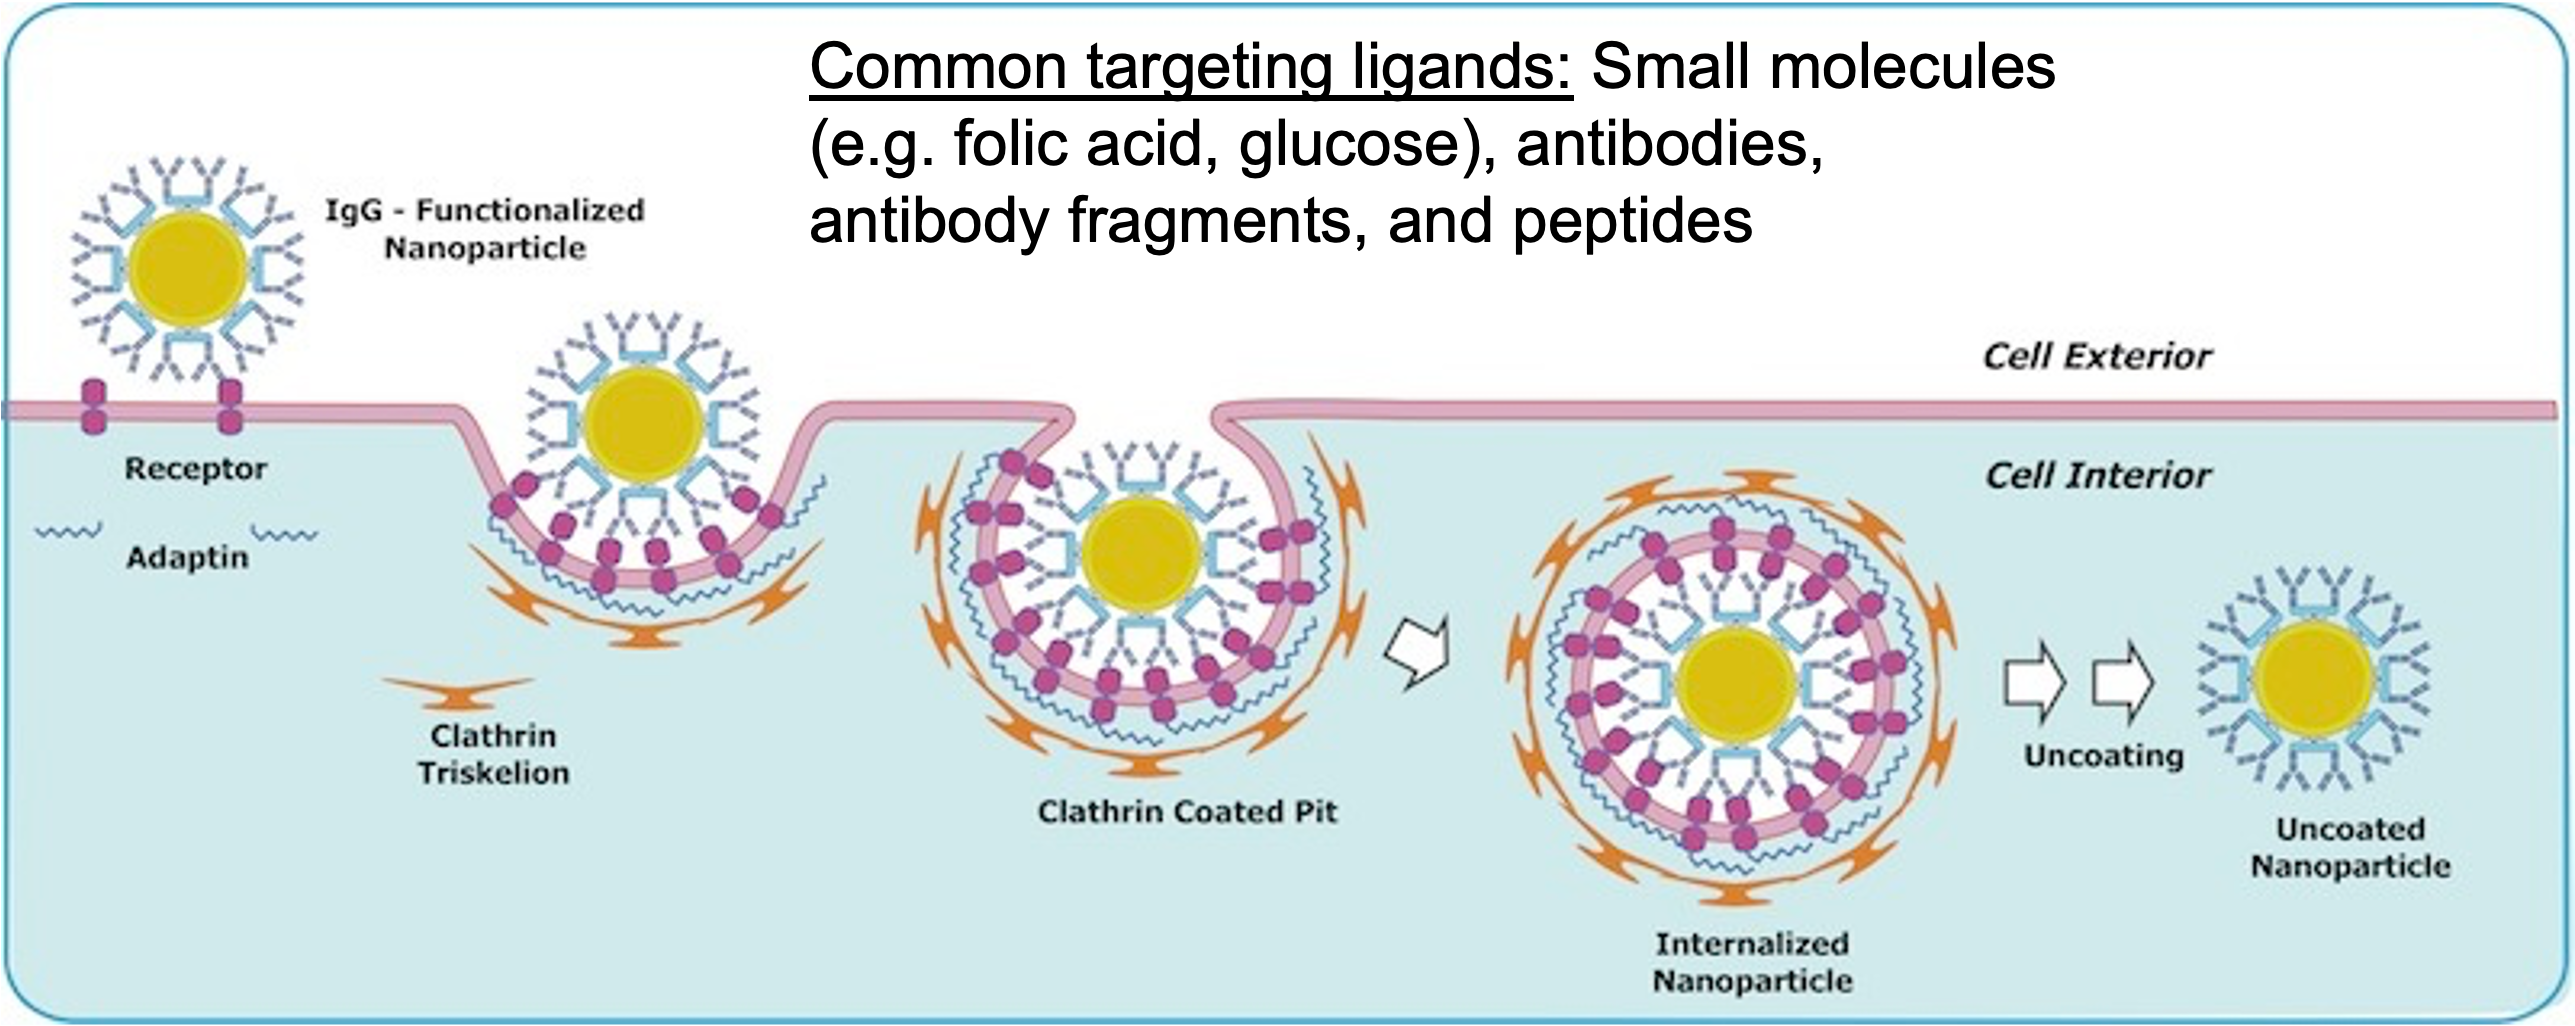 Common targeting ligands: Small molecules
(e.g. folic acid, glucose), antibodies,
antibody fragments, and peptides
IgG - Functionalized
Nanoparticle
Cell Exterior
Cell Interior
Receptor
Adaptin
Clathrin
Triskelion
Clathrin Coated Pit
Internalized
Nanoparticle
Uncoating
Uncoated
Nanoparticle